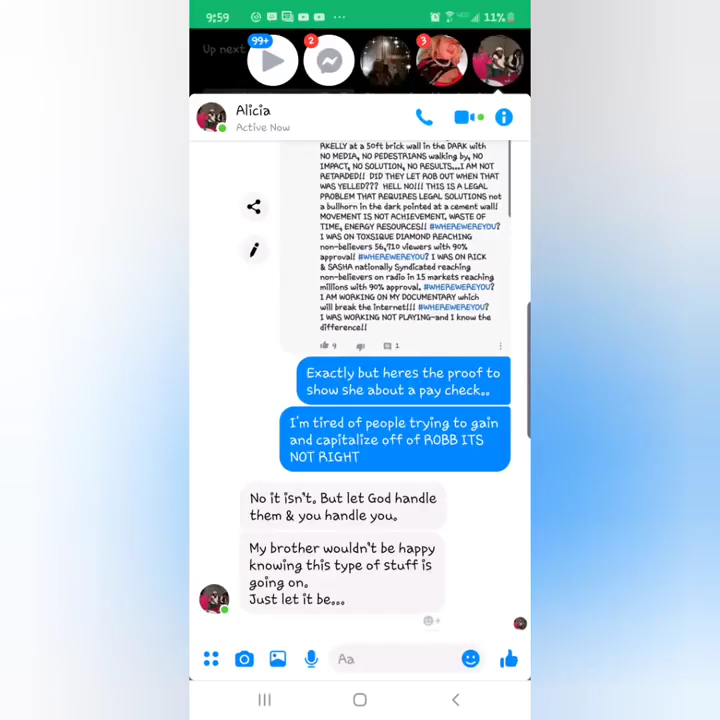 9:59
11%
Up next
99+
2
3
Alicia
Active Now
RKELLY at a 50ft brick wall in the DARK with
NO MEDIA, NO PEDESTRIANS walking by, NO
IMPACT, NO SOLUTION, NO RESULTS...I AM NOT
RETARDED!! DID THEY LET ROB OUT WHEN THAT
WAS YELLED??? HELL NO!!! THIS IS A LEGAL
PROBLEM THAT REQUIRES LEGAL SOLUTIONS not
a bullhorn in the dark pointed at a cement wall!
MOVEMENT IS NOT ACHIEVEMENT. WASTE OF
TIME, ENERGY RESOURCES!! #WHEREWEREYOU?
I WAS ON TOXSIQUE DIAMOND REACHING
non-believers 56,710 viewers with 90%
approval! #WHEREWEREYOU? I WAS ON RICK
& SASHA nationally Syndicated reaching
non-believers on radio in 15 markets reaching
millions with 90% approval. #WHEREWEREYOU?
I AM WORKING ON MY DOCUMENTARY which
will break the internet!!! #WHEREWEREYOU?
I WAS WORKING NOT PLAYING-and I know the
difference!!
9
1
Exactly but heres the proof to
show she about a pay check..
I'm tired of people trying to gain
and capitalize off of ROBB ITS
NOT RIGHT
No it isn't. But let God handle
them & you handle you.
My brother wouldn't be happy
knowing this type of stuff is
going on.
Just let it be...
Aa